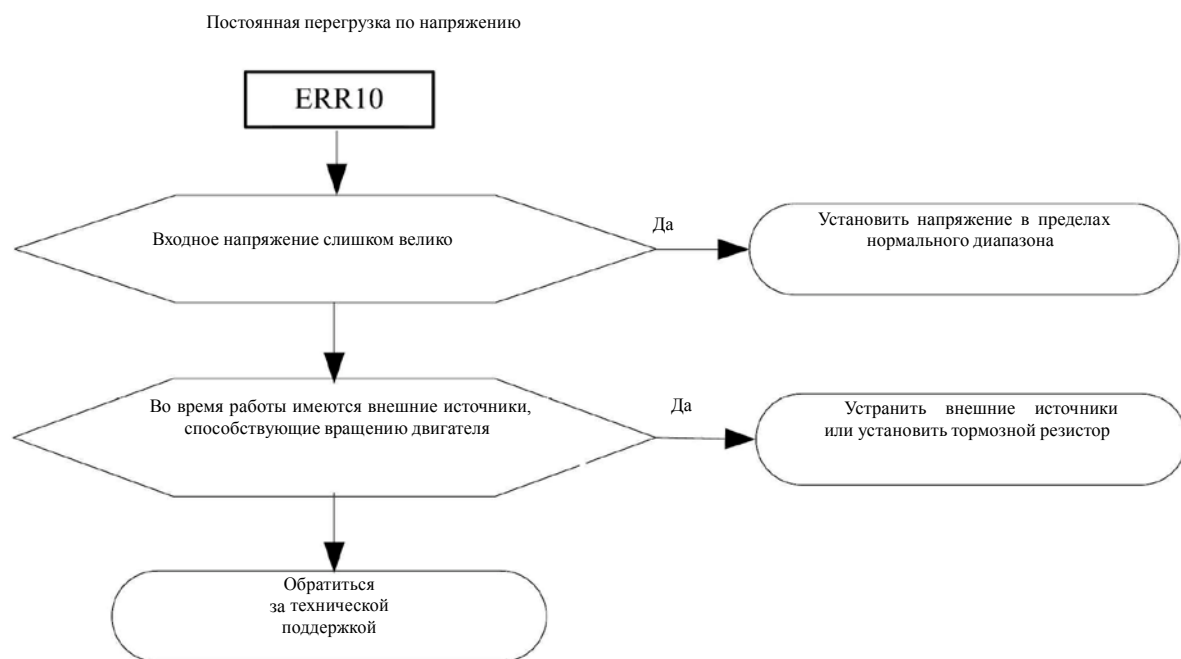 Постоянная перегрузка по напряжению
ERR10
Входное напряжение слишком велико
Да
Установить напряжение в пределах
нормального диапазона
Во время работы имеются внешние источники,
способствующие вращению двигателя
Да
Устранить внешние источники
или установить тормозной резистор
Обратиться
за технической
поддержкой